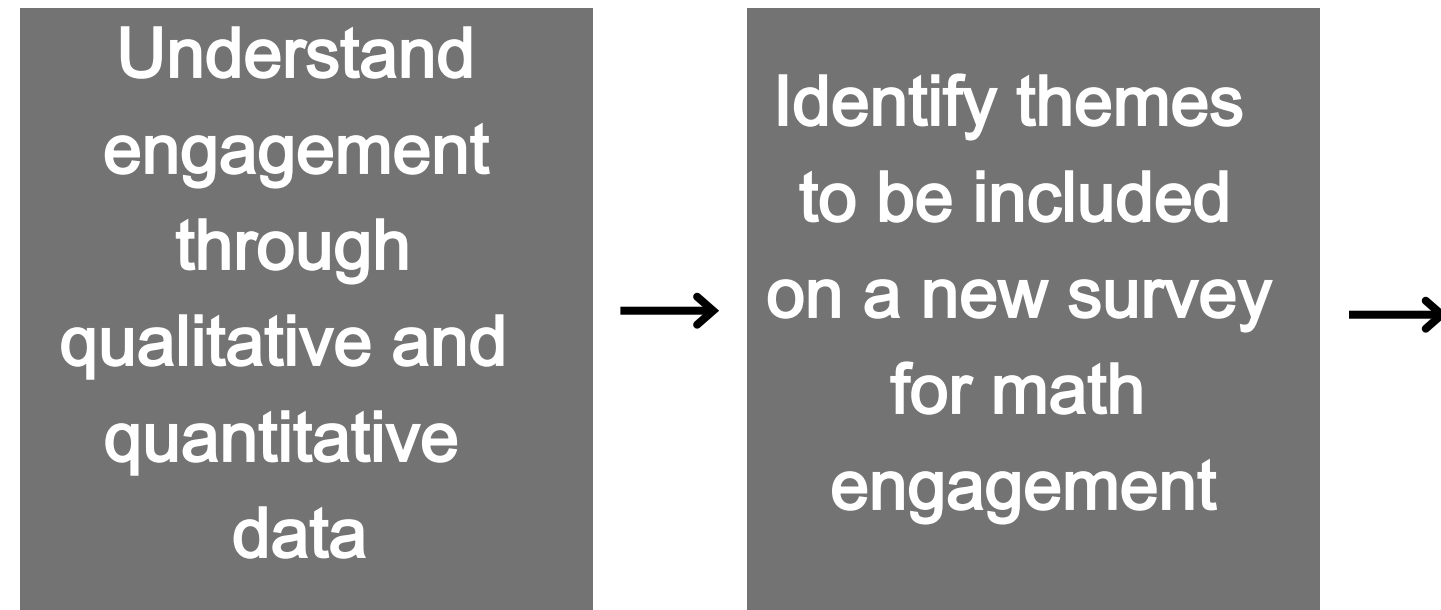 Understand
engagement
through
qualitative and
quantitative
data
Identify themes
to be included
on a new survey
for math
engagement